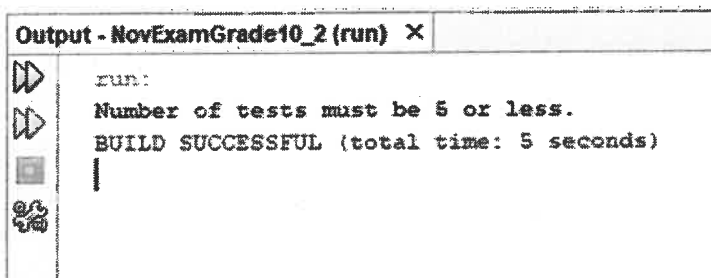 Output - NovExamGrade10_2 (run) ×
run:
Number of tests must be 5 or less.
BUILD SUCCESSFUL (total time: 5 seconds)